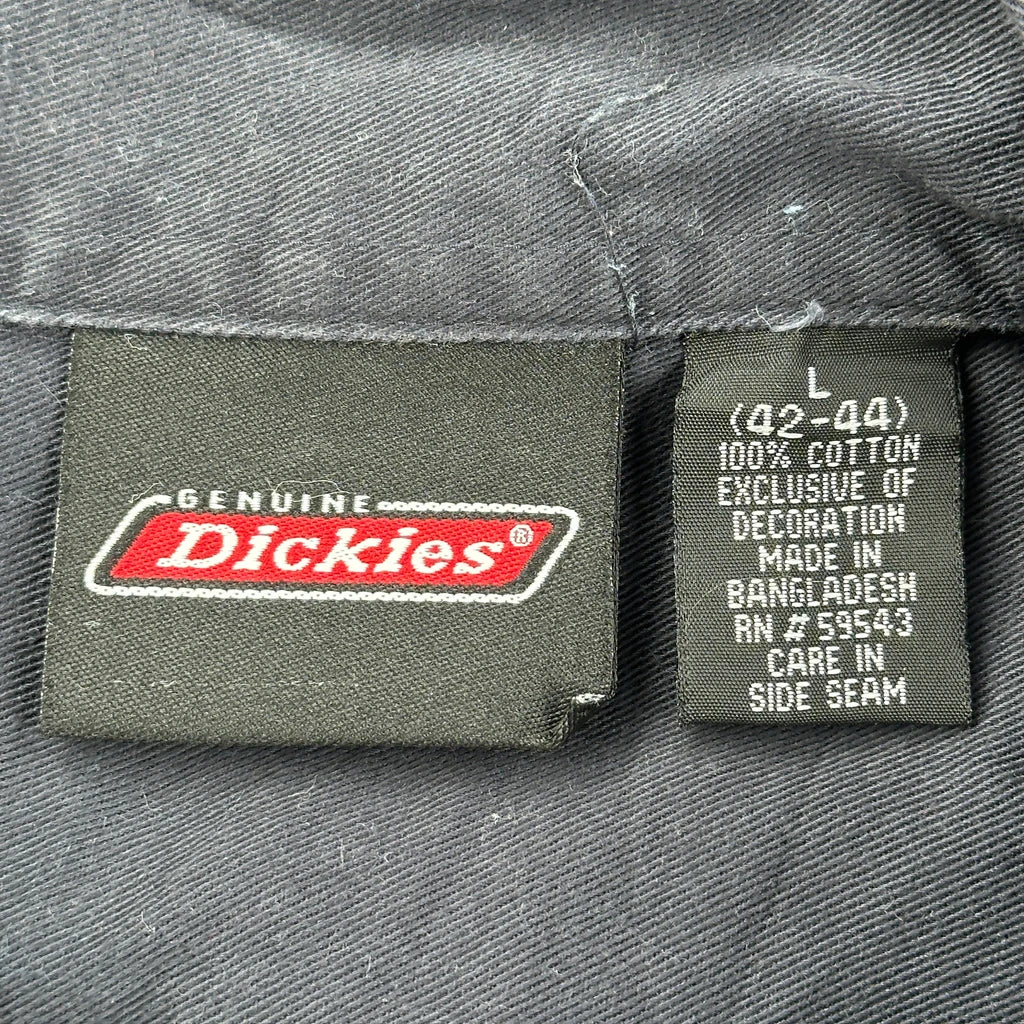 GENUINE
Dickies®
L
(42-44)
100% COTTON
EXCLUSIVE OF
DECORATION
MADE IN
BANGLADESH
RN # 59543
CARE IN
SIDE SEAM